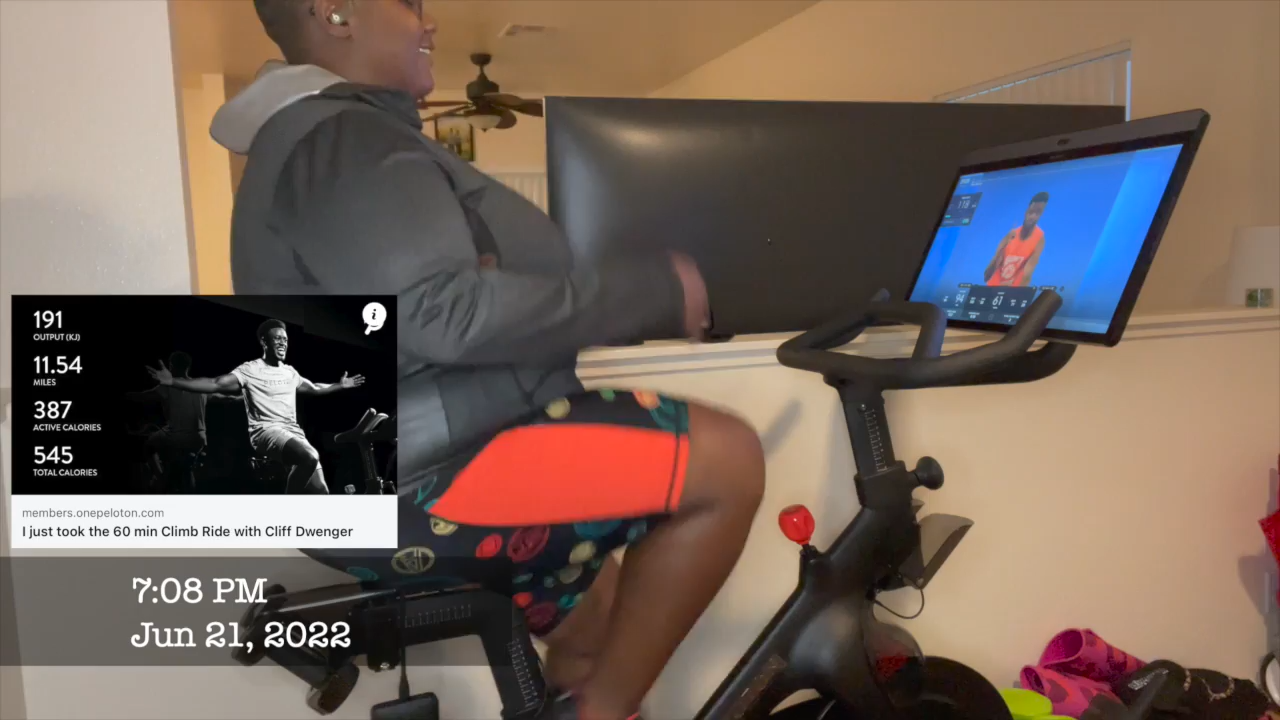 191
OUTPUT (KJ)
11.54
MILES
387
ACTIVE CALORIES
545
TOTAL CALORIES
members.onepeloton.com
I just took the 60 min Climb Ride with Cliff Dwenger
7:08 PM
Jun 21, 2022